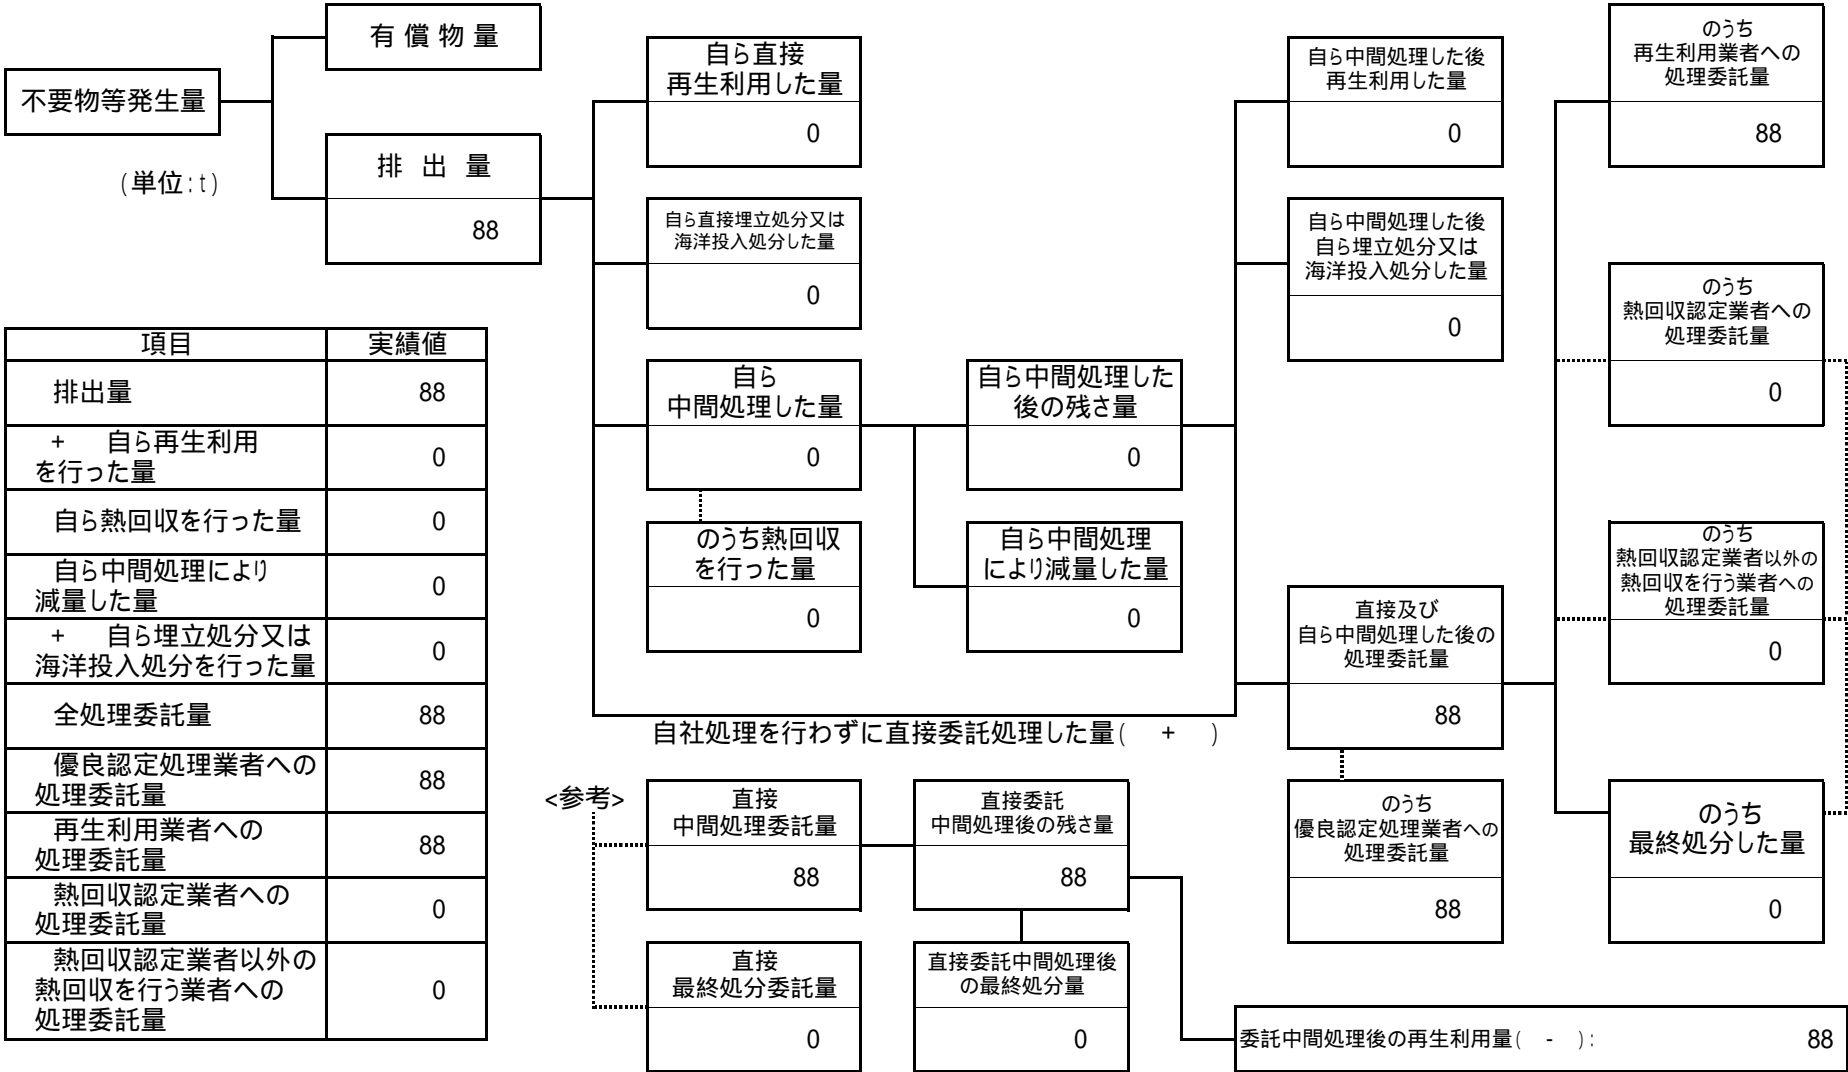 有償物量
不要物等発生量
(単位:t)
排出量
88
自ら直接
再生利用した量
0
自ら直接埋立処分又は
海洋投入処分した量
0
自ら
中間処理した量
0
のうち熱回収
を行った量
0
自ら中間処理した
後の残さ量
0
自ら中間処理
により減量した量
0
自ら中間処理した後
再生利用した量
0
自ら中間処理した後
自ら埋立処分又は
海洋投入処分した量
0
直接及び
自ら中間処理した後の
処理委託量
88
のうち
優良認定処理業者への
処理委託量
88
のうち
再生利用業者への
処理委託量
88
のうち
熱回収認定業者への
処理委託量
0
のうち
熱回収認定業者以外の
熱回収を行う業者への
処理委託量
0
のうち
最終処分した量
0
自社処理を行わずに直接委託処理した量( + )
<参考>
直接
中間処理委託量
88
直接委託
中間処理後の残さ量
88
直接
最終処分委託量
0
直接委託中間処理後
の最終処分量
0
委託中間処理後の再生利用量( - ): 88
項目 実績値
排出量 88
+ 自ら再生利用
を行った量 0
自ら熱回収を行った量 0
自ら中間処理により
減量した量 0
+ 自ら埋立処分又は
海洋投入処分を行った量 0
全処理委託量 88
優良認定処理業者への
処理委託量 88
再生利用業者への
処理委託量 88
熱回収認定業者への
処理委託量 0
熱回収認定業者以外の
熱回収を行う業者への
処理委託量 0